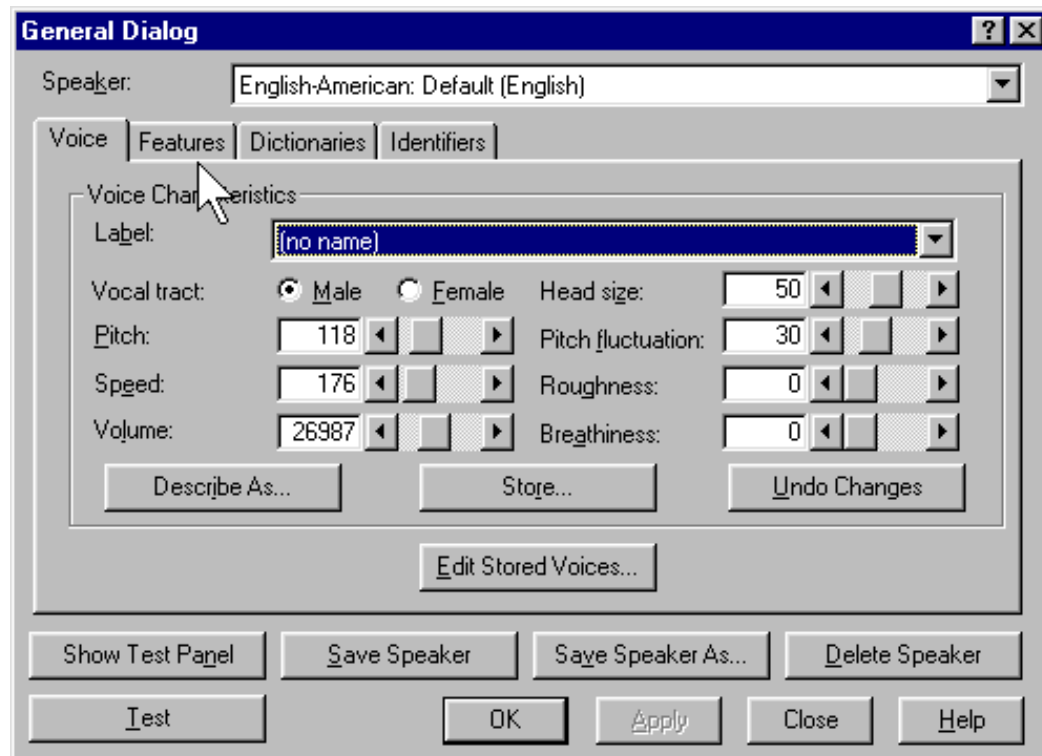 General Dialog
Speaker: English-American: Default (English)
Voice Features Dictionaries Identifiers
Voice Characteristics
Label: (no name)
Vocal tract: Male Female Head size: 50
Pitch: 118 Pitch fluctuation: 30
Speed: 176 Roughness: 0
Volume: 26987 Breathiness: 0
Describe As... Store... Undo Changes
Edit Stored Voices...
Show Test Panel Save Speaker Save Speaker As... Delete Speaker
Test OK Apply Close Help